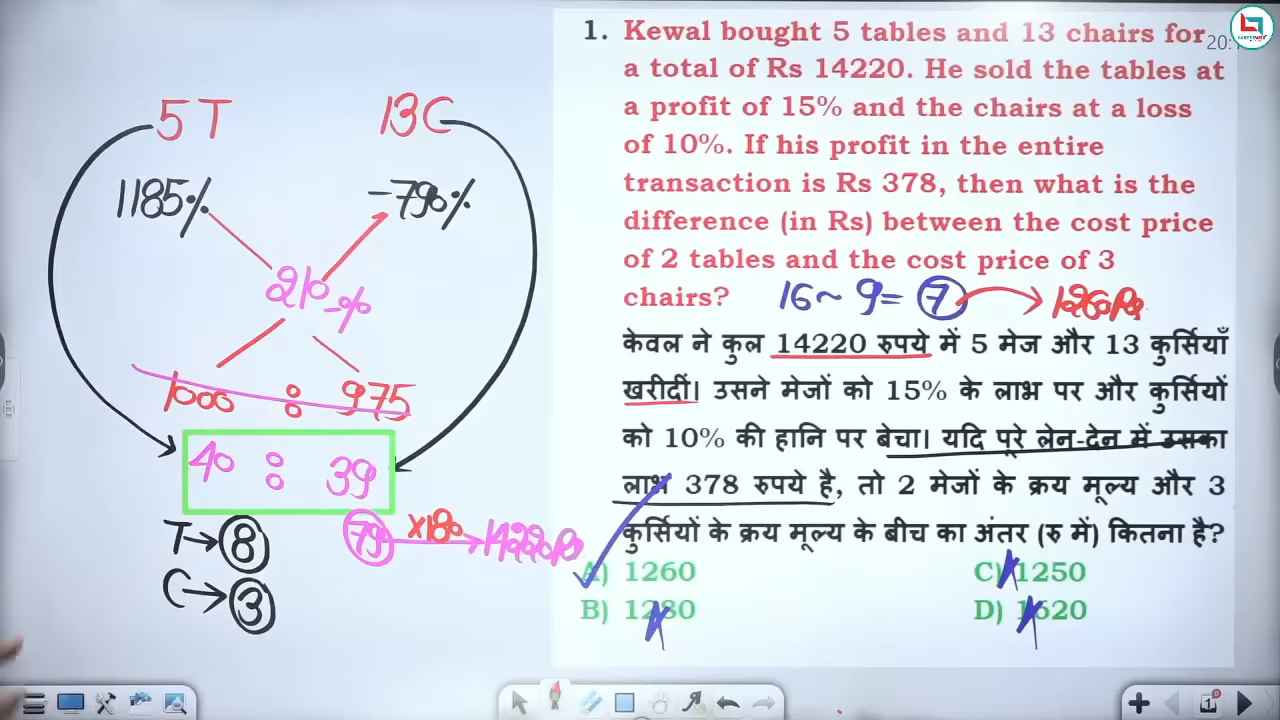 1. Kewal bought 5 tables and 13 chairs for
a total of Rs 14220. He sold the tables at
a profit of 15% and the chairs at a loss
of 10%. If his profit in the entire
transaction is Rs 378, then what is the
difference (in Rs) between the cost price
of 2 tables and the cost price of 3
chairs?
16 ~ 9 = 7 → 1260 Rs
केवल ने कुल 14220 रुपये में 5 मेज और 13 कुर्सियाँ
खरीदीं। उसने मेजों को 15% के लाभ पर और कुर्सियों
को 10% की हानि पर बेचा। यदि पूरे लेन-देन में उसका
लाभ 378 रुपये है, तो 2 मेजों के क्रय मूल्य और 3
कुर्सियों के क्रय मूल्य के बीच का अंतर (रु में) कितना है?
A) 1260
C) 1250
B) 1280
D) 1620
5T 13C
1185% -790%
210 %
1000 : 975
40 : 39
79 ×180 → 14220 Rs
T → 8
C → 3